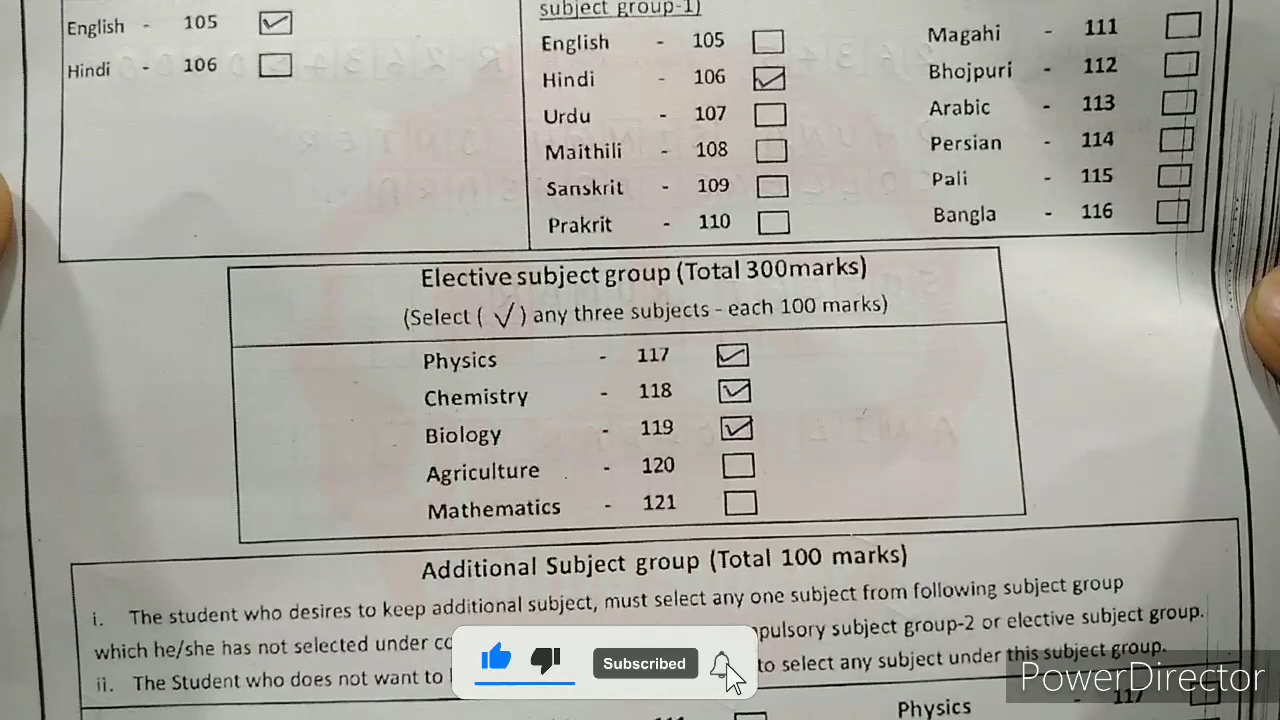 English - 105
Hindi - 106
subject group-1)
English - 105
Hindi - 106
Urdu - 107
Maithili - 108
Sanskrit - 109
Prakrit - 110
Magahi - 111
Bhojpuri - 112
Arabic - 113
Persian - 114
Pali - 115
Bangla - 116
Elective subject group (Total 300marks)
(Select ( √ ) any three subjects - each 100 marks)
Physics - 117
Chemistry - 118
Biology - 119
Agriculture - 120
Mathematics - 121
Additional Subject group (Total 100 marks)
i. The student who desires to keep additional subject, must select any one subject from following subject group
which he/she has not selected under subject group-2 or elective subject group.
ii. The Student who does not want to to select any subject under this subject group.
Physics - 117
Subscribed
PowerDirector